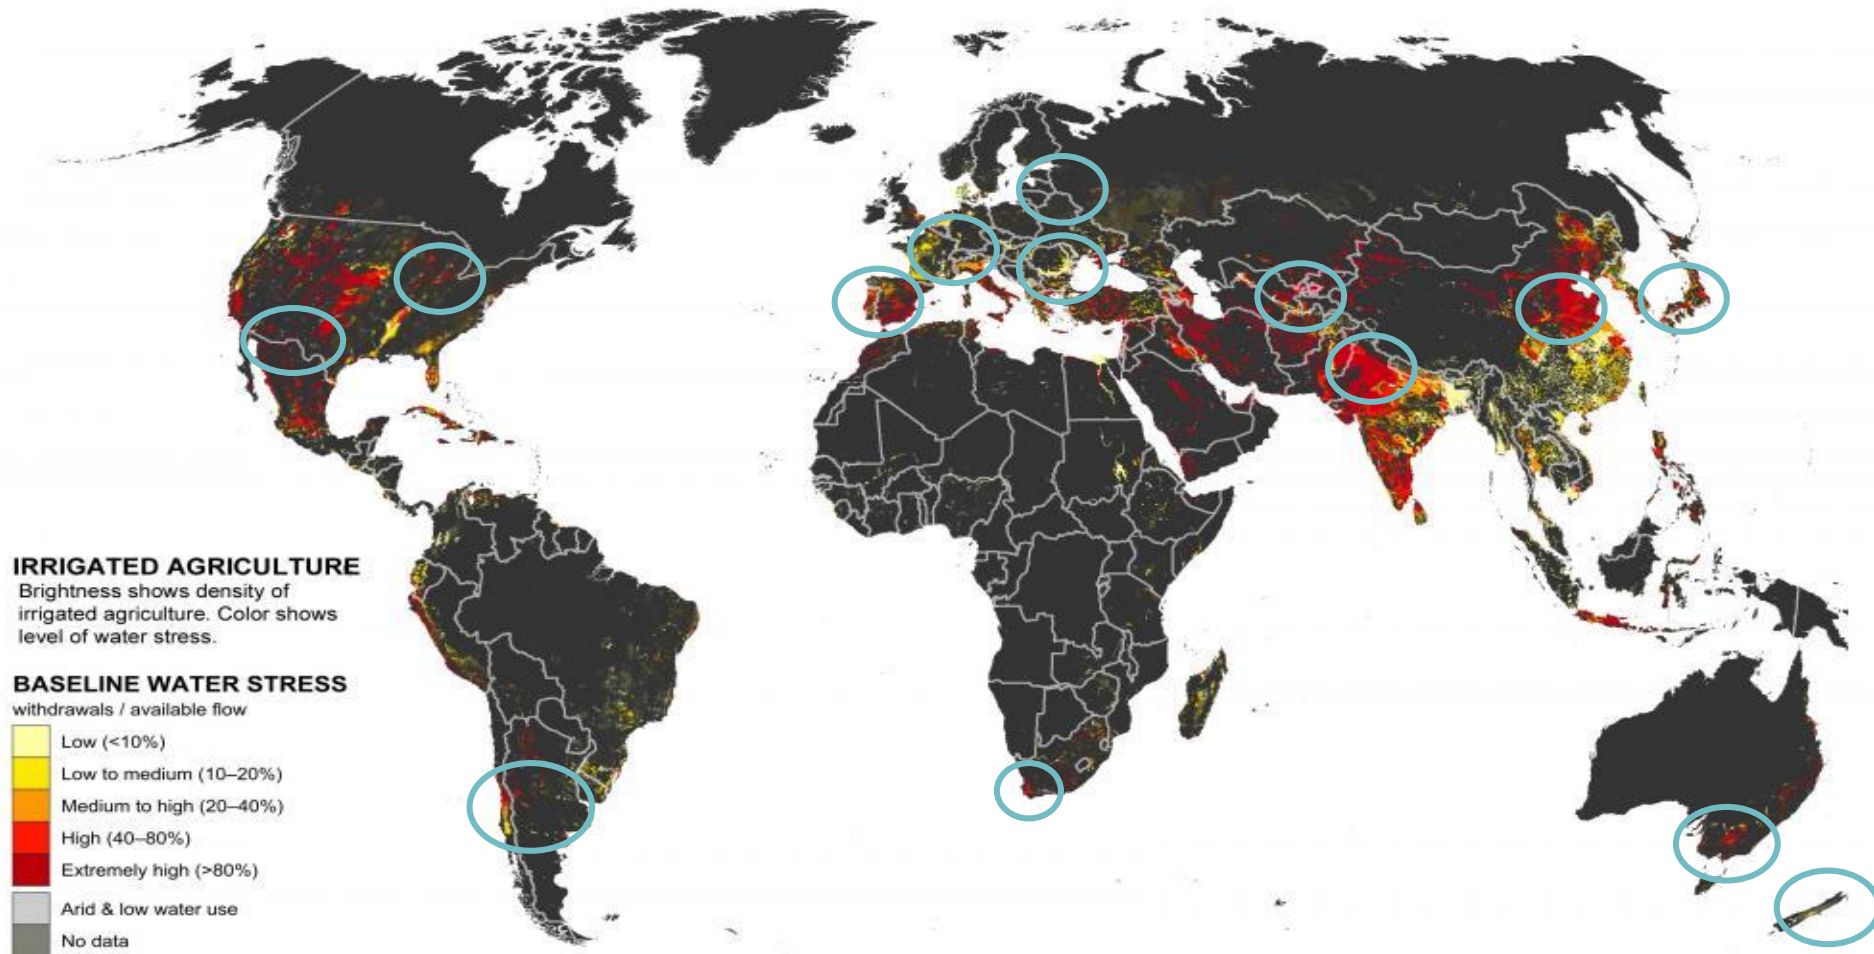 IRRIGATED AGRICULTURE
Brightness shows density of
irrigated agriculture. Color shows
level of water stress.
BASELINE WATER STRESS
withdrawals / available flow
Low (<10%)
Low to medium (10–20%)
Medium to high (20–40%)
High (40–80%)
Extremely high (>80%)
Arid & low water use
No data